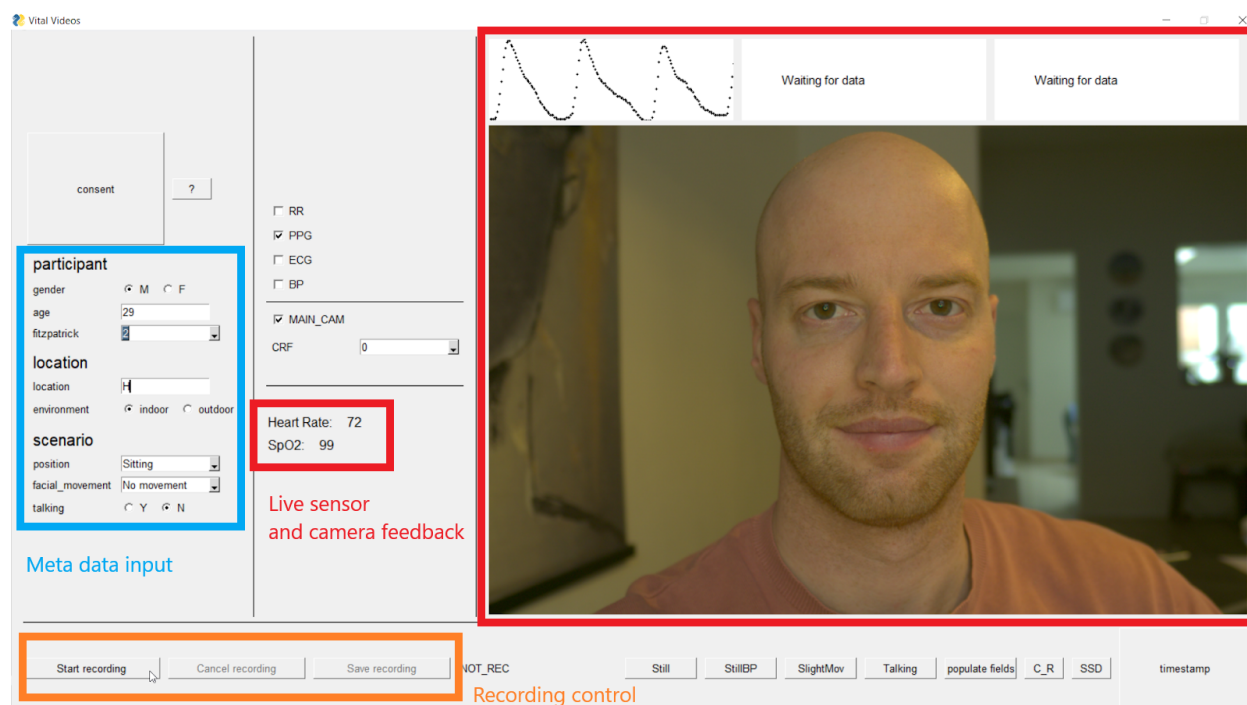 Vital Videos
Waiting for data
Waiting for data
consent
?
RR
PPG
ECG
BP
MAIN_CAM
CRF 0
participant
gender M F
age 29
fitzpatrick 2
location
location H
environment indoor outdoor
scenario
position Sitting
facial_movement No movement
talking Y N
Heart Rate: 72
SpO2: 99
Live sensor
and camera feedback
Meta data input
Start recording
Cancel recording
Save recording
NOT_REC
Still
StillBP
SlightMov
Talking
populate fields
C_R
SSD
timestamp
Recording control